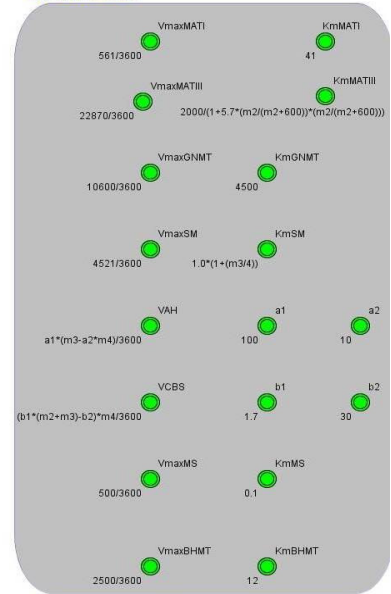 VmaxMATI KmMATI
561/3600 41
VmaxMATIII KmMATIII
22870/3600 2000/(1+5.7*(m2/(m2+600))*(m2/(m2+600)))
VmaxGNMT KmGNMT
10600/3600 4500
VmaxSM KmSM
4521/3600 1.0*(1+(m3/4))
VAH a1 a2
a1*(m3-a2*m4)/3600 100 10
VCBS b1 b2
(b1*(m2+m3)-b2)*m4/3600 1.7 30
VmaxMS KmMS
500/3600 0.1
VmaxBHMT KmBHMT
2500/3600 12